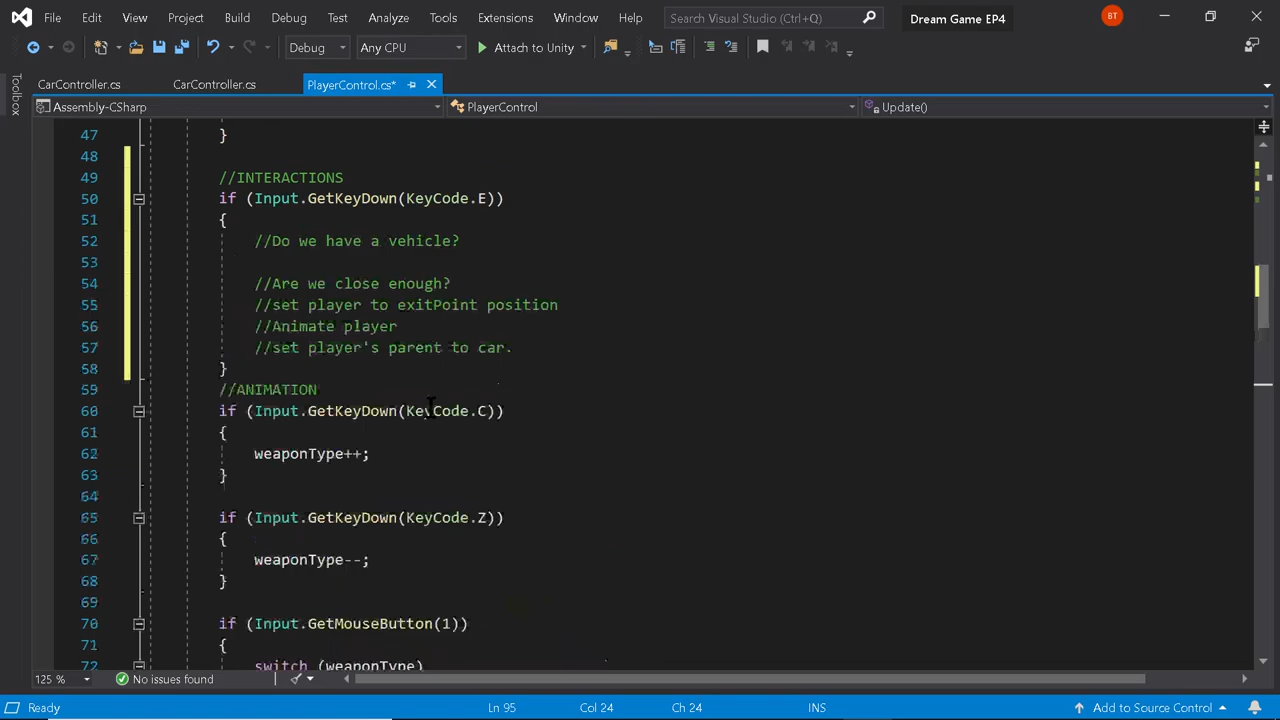 File Edit View Project Build Debug Test Analyze Tools Extensions Window Help Search Visual Studio (Ctrl+Q) Dream Game EP4 BT
Debug Any CPU Attach to Unity
Toolbox
CarController.cs CarController.cs PlayerControl.cs*
Assembly-CSharp PlayerControl Update()
47 }
48
49 //INTERACTIONS
50 if (Input.GetKeyDown(KeyCode.E))
51 {
52 //Do we have a vehicle?
53
54 //Are we close enough?
55 //set player to exitPoint position
56 //Animate player
57 //set player's parent to car.
58 }
59 //ANIMATION
60 if (Input.GetKeyDown(KeyCode.C))
61 {
62 weaponType++;
63 }
64
65 if (Input.GetKeyDown(KeyCode.Z))
66 {
67 weaponType--;
68 }
69
70 if (Input.GetMouseButton(1))
71 {
72 switch (weaponType)
125 % No issues found
Ready Ln 95 Col 24 Ch 24 INS Add to Source Control